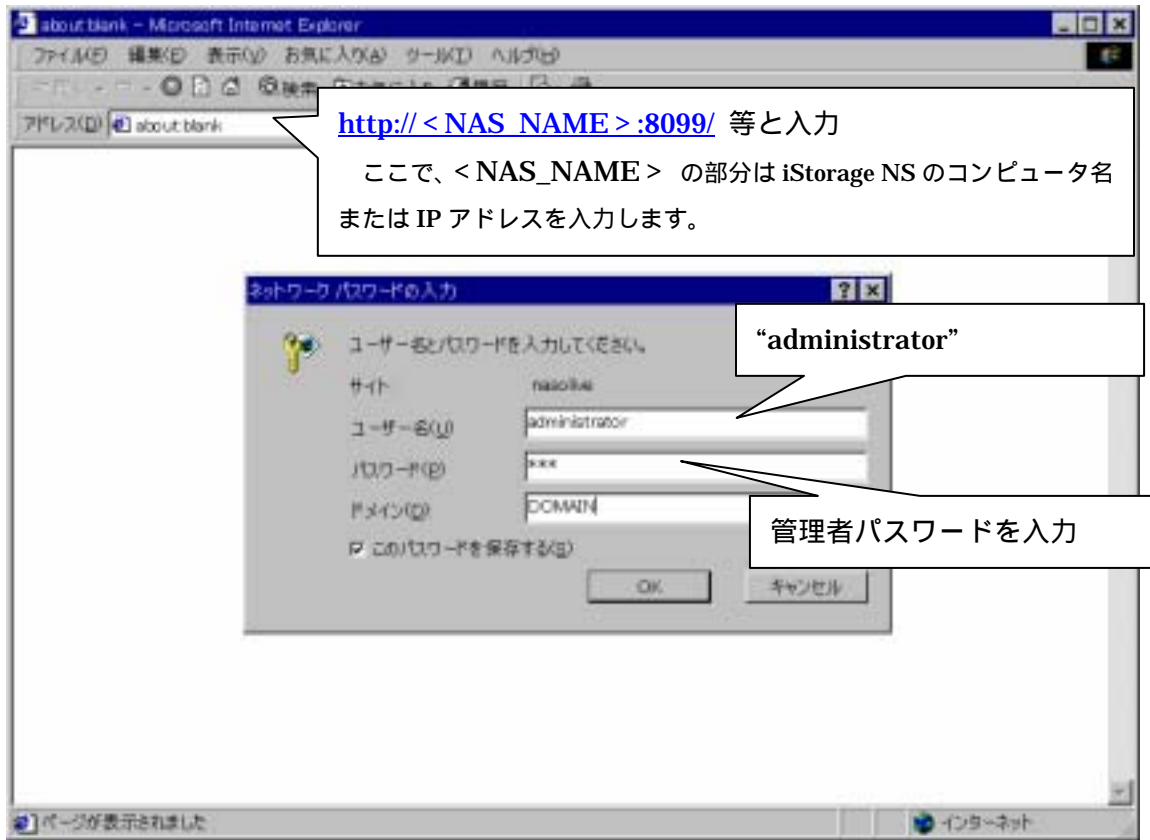 about:blank - Microsoft Internet Explorer
ファイル(F) 編集(E) 表示(V) お気に入り(A) ツール(T) ヘルプ(H)
検索
アドレス(D) about:blank
http://＜NAS_NAME＞:8099/ 等と入力
ここで、＜NAS_NAME＞ の部分は iStorage NS のコンピュータ名
または IP アドレスを入力します。
ネットワーク パスワードの入力
ユーザー名とパスワードを入力してください。
“administrator”
サイト
ユーザー名(U) administrator
パスワード(P) ***
ドメイン(D) DOMAIN
管理者パスワードを入力
このパスワードを保存する(S)
OK キャンセル
ページが表示されました インターネット